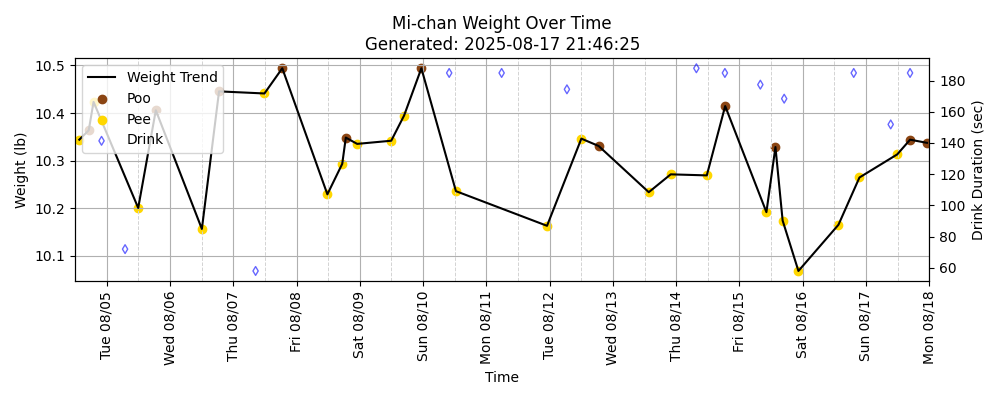 Mi-chan Weight Over Time
Generated: 2025-08-17 21:46:25
Weight (lb)
10.5
10.4
10.3
10.2
10.1
Weight Trend
Poo
Pee
Drink
180
160
140
120
100
80
60
Drink Duration (sec)
Tue 08/05
Wed 08/06
Thu 08/07
Fri 08/08
Sat 08/09
Sun 08/10
Mon 08/11
Tue 08/12
Wed 08/13
Thu 08/14
Fri 08/15
Sat 08/16
Sun 08/17
Mon 08/18
Time